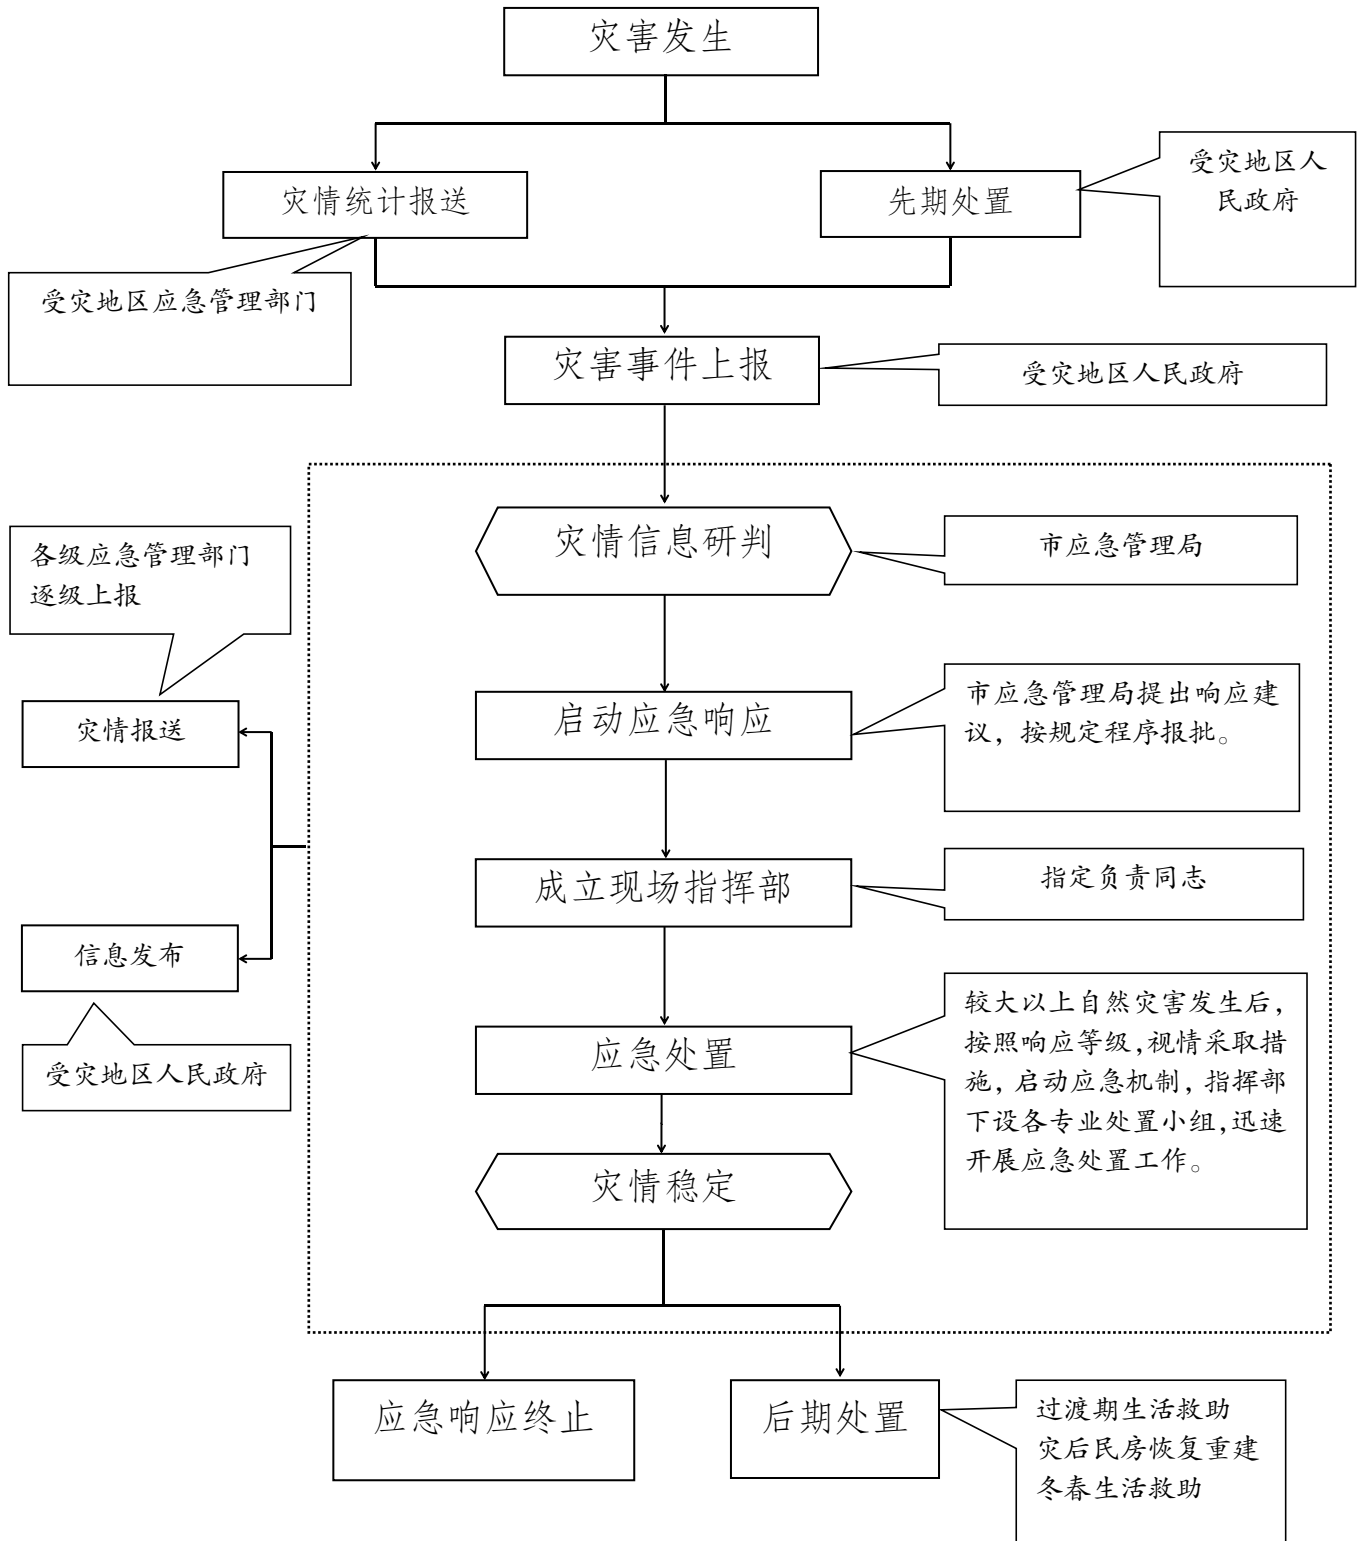 灾害发生
灾情统计报送
先期处置
受灾地区人
民政府
受灾地区应急管理部门
灾害事件上报
受灾地区人民政府
灾情信息研判
市应急管理局
各级应急管理部门
逐级上报
启动应急响应
市应急管理局提出响应建
议，按规定程序报批。
灾情报送
成立现场指挥部
指定负责同志
信息发布
受灾地区人民政府
应急处置
较大以上自然灾害发生后，
按照响应等级，视情采取措
施，启动应急机制，指挥部
下设各专业处置小组，迅速
开展应急处置工作。
灾情稳定
应急响应终止
后期处置
过渡期生活救助
灾后民房恢复重建
冬春生活救助